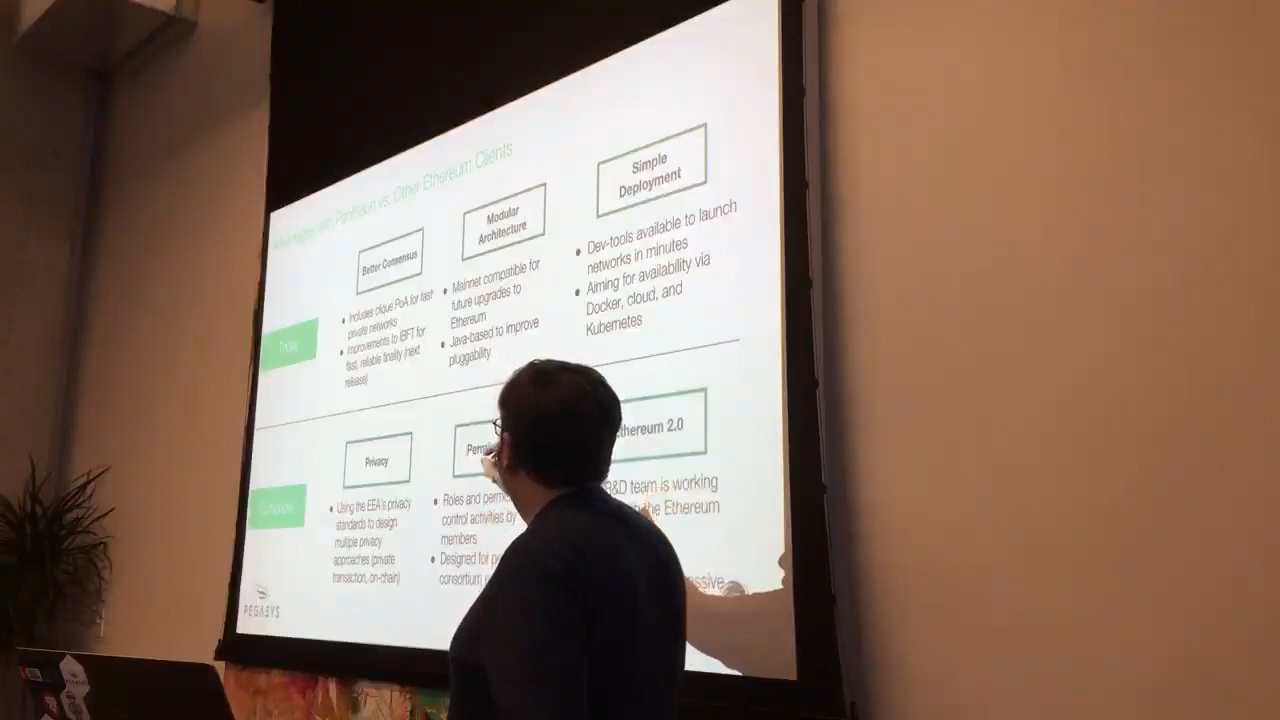 with Pantheon vs. Other Ethereum Clients
Today
Better Consensus
• Includes clique PoA for fast
private networks
• Improvements to IBFT for
fast, reliable finality (next
release)
Modular
Architecture
• Mainnet compatible for
future upgrades to
Ethereum
• Java-based to improve
pluggability
Simple
Deployment
• Dev-tools available to launch
networks in minutes
• Aiming for availability via
Docker, cloud, and
Kubernetes
Privacy
• Using the EEA's privacy
standards to design
multiple privacy
approaches (private
transaction, on-chain)
• Roles and
control activities by
members
• Designed for
consortium
Ethereum 2.0
R&D team is working
the Ethereum
PEGASYS